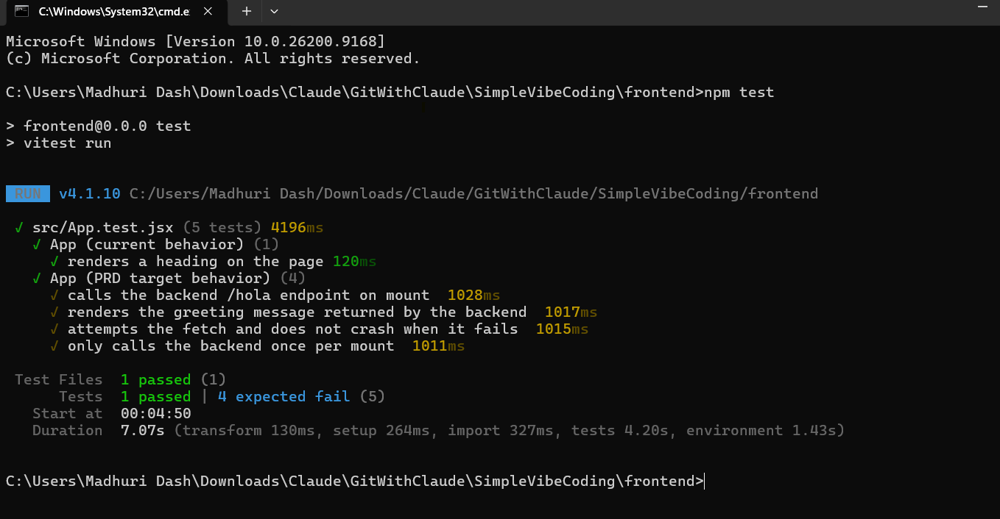 C:\Windows\System32\cmd.e
Microsoft Windows [Version 10.0.26200.9168]
(c) Microsoft Corporation. All rights reserved.
C:\Users\Madhuri Dash\Downloads\Claude\GitWithClaude\SimpleVibeCoding\frontend>npm test
> frontend@0.0.0 test
> vitest run
RUN v4.1.10 C:/Users/Madhuri Dash/Downloads/Claude/GitWithClaude/SimpleVibeCoding/frontend
√ src/App.test.jsx (5 tests) 4196ms
√ App (current behavior) (1)
√ renders a heading on the page 120ms
√ App (PRD target behavior) (4)
√ calls the backend /hola endpoint on mount 1028ms
√ renders the greeting message returned by the backend 1017ms
√ attempts the fetch and does not crash when it fails 1015ms
√ only calls the backend once per mount 1011ms
Test Files 1 passed (1)
Tests 1 passed | 4 expected fail (5)
Start at 00:04:50
Duration 7.07s (transform 130ms, setup 264ms, import 327ms, tests 4.20s, environment 1.43s)
C:\Users\Madhuri Dash\Downloads\Claude\GitWithClaude\SimpleVibeCoding\frontend>